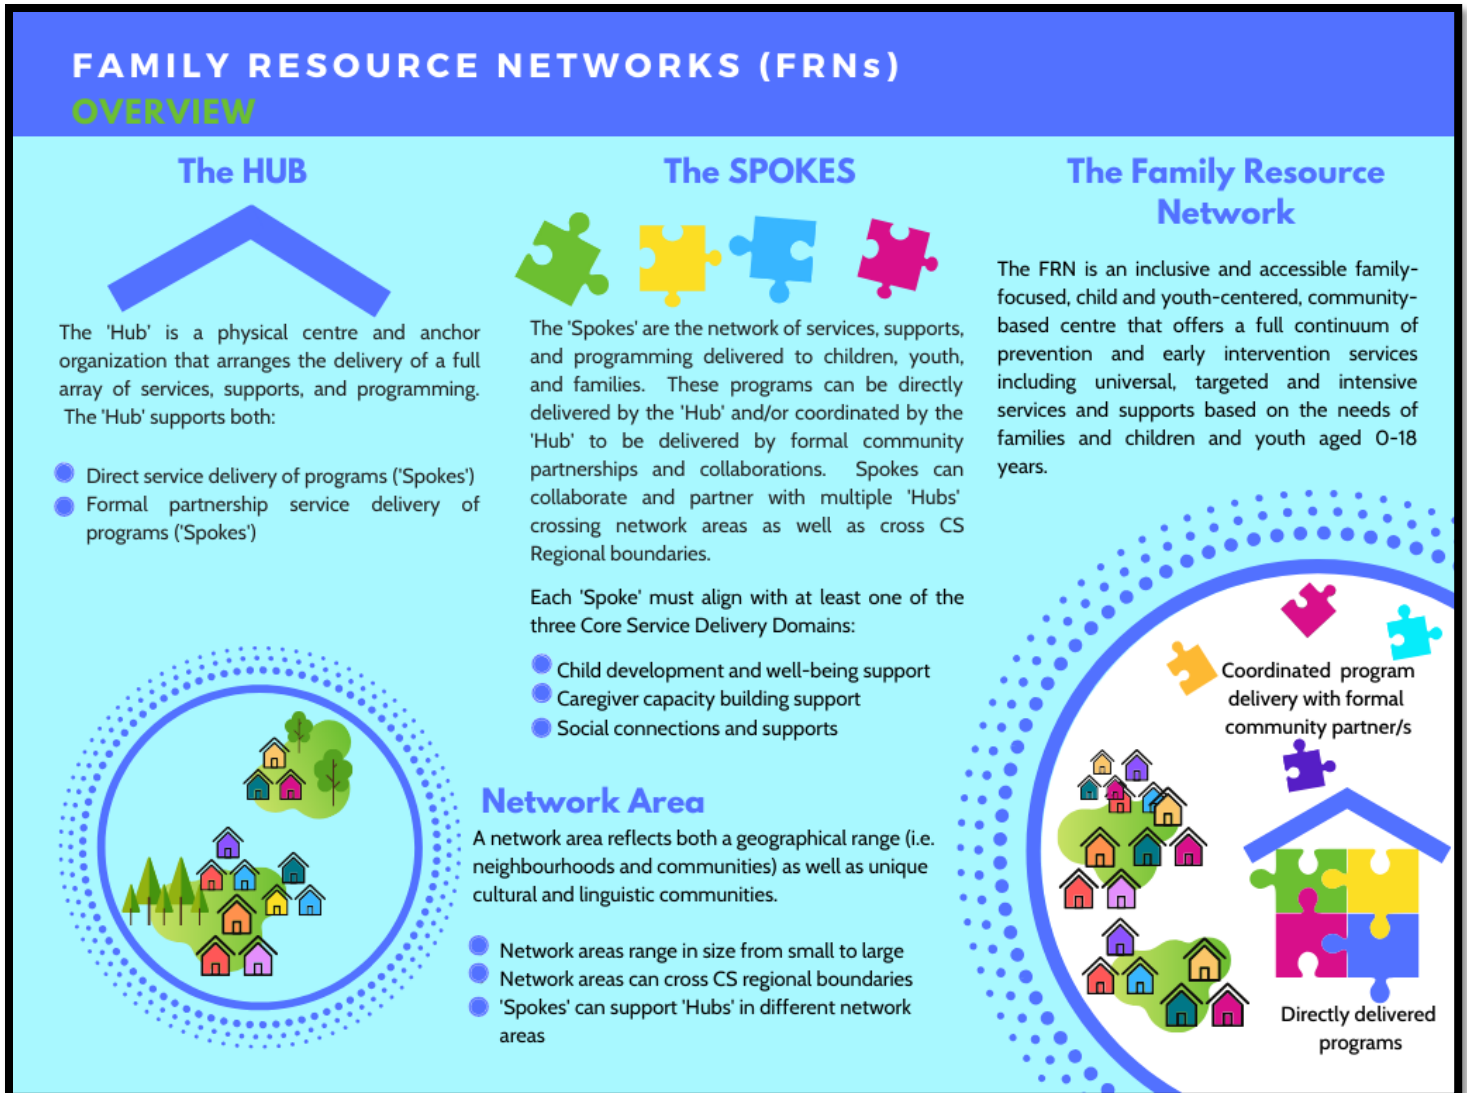 FAMILY RESOURCE NETWORKS (FRNs)
OVERVIEW
The HUB
The 'Hub' is a physical centre and anchor
organization that arranges the delivery of a full
array of services, supports, and programming.
The 'Hub' supports both:
Direct service delivery of programs ('Spokes')
Formal partnership service delivery of
programs ('Spokes')
The SPOKES
The 'Spokes' are the network of services, supports,
and programming delivered to children, youth,
and families. These programs can be directly
delivered by the 'Hub' and/or coordinated by the
'Hub' to be delivered by formal community
partnerships and collaborations. Spokes can
collaborate and partner with multiple 'Hubs'
crossing network areas as well as cross CS
Regional boundaries.
Each 'Spoke' must align with at least one of the
three Core Service Delivery Domains:
Child development and well-being support
Caregiver capacity building support
Social connections and supports
Network Area
A network area reflects both a geographical range (i.e.
neighbourhoods and communities) as well as unique
cultural and linguistic communities.
Network areas range in size from small to large
Network areas can cross CS regional boundaries
'Spokes' can support 'Hubs' in different network
areas
The Family Resource
Network
The FRN is an inclusive and accessible family-
focused, child and youth-centered, community-
based centre that offers a full continuum of
prevention and early intervention services
including universal, targeted and intensive
services and supports based on the needs of
families and children and youth aged 0-18
years.
Coordinated program
delivery with formal
community partner/s
Directly delivered
programs